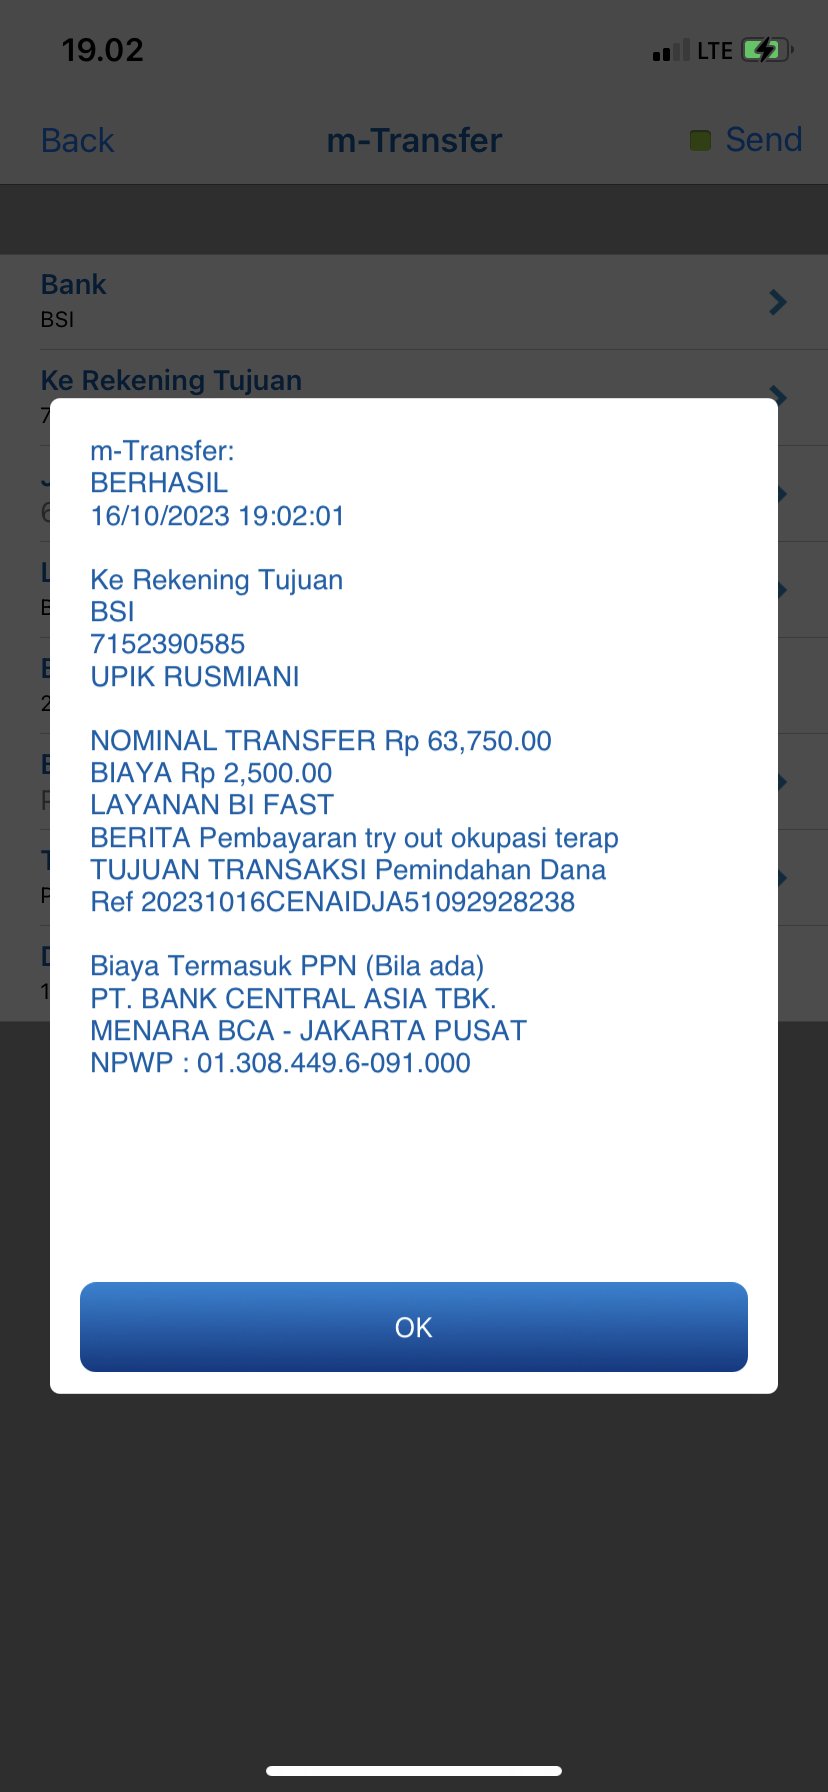 19.02
LTE
Back
m-Transfer
Send
Bank
BSI
Ke Rekening Tujuan
7
m-Transfer:
BERHASIL
16/10/2023 19:02:01
Ke Rekening Tujuan
BSI
7152390585
UPIK RUSMIANI
NOMINAL TRANSFER Rp 63,750.00
BIAYA Rp 2,500.00
LAYANAN BI FAST
BERITA Pembayaran try out okupasi terap
TUJUAN TRANSAKSI Pemindahan Dana
Ref 20231016CENAIDJA51092928238
Biaya Termasuk PPN (Bila ada)
PT. BANK CENTRAL ASIA TBK.
MENARA BCA - JAKARTA PUSAT
NPWP : 01.308.449.6-091.000
OK